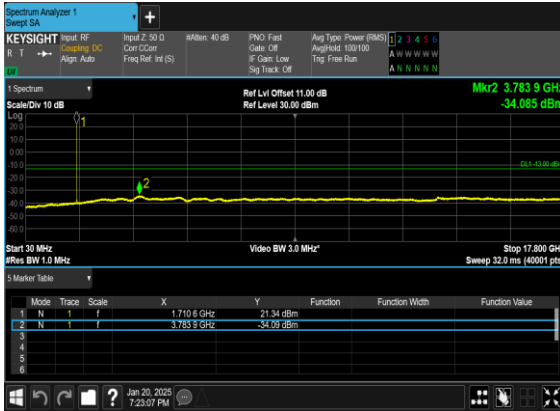 Spectrum Analyzer 1
Swept SA
+
KEYSIGHT Input: RF Input Z: 50 Ω #Atten: 40 dB PNO: Fast Avg Type: Power (RMS) 1 2 3 4 5 6
R T Coupling: DC Corr CCorr Gate: Off Avg|Hold: 100/100 A W W W W W
Align: Auto Freq Ref: Int (S) IF Gain: Low Trig: Free Run
Sig Track: Off A N N N N N
1 Spectrum Ref Lvl Offset 11.00 dB Mkr2 3.783 9 GHz
Scale/Div 10 dB Ref Level 30.00 dBm -34.085 dBm
Log
20.0
10.0
0.00
-10.0
DL1 -13.00 dBm
-20.0
-30.0
-40.0
-50.0
-60.0
1
2
Start 30 MHz Video BW 3.0 MHz* Stop 17.800 GH
#Res BW 1.0 MHz Sweep 32.0 ms (40001 pts
5 Marker Table
Mode Trace Scale X Y Function Function Width Function Value
1 N 1 f 1.710 6 GHz 21.34 dBm
2 N 1 f 3.783 9 GHz -34.09 dBm
3
4
5
6
? Jan 20, 2025
7:23:07 PM